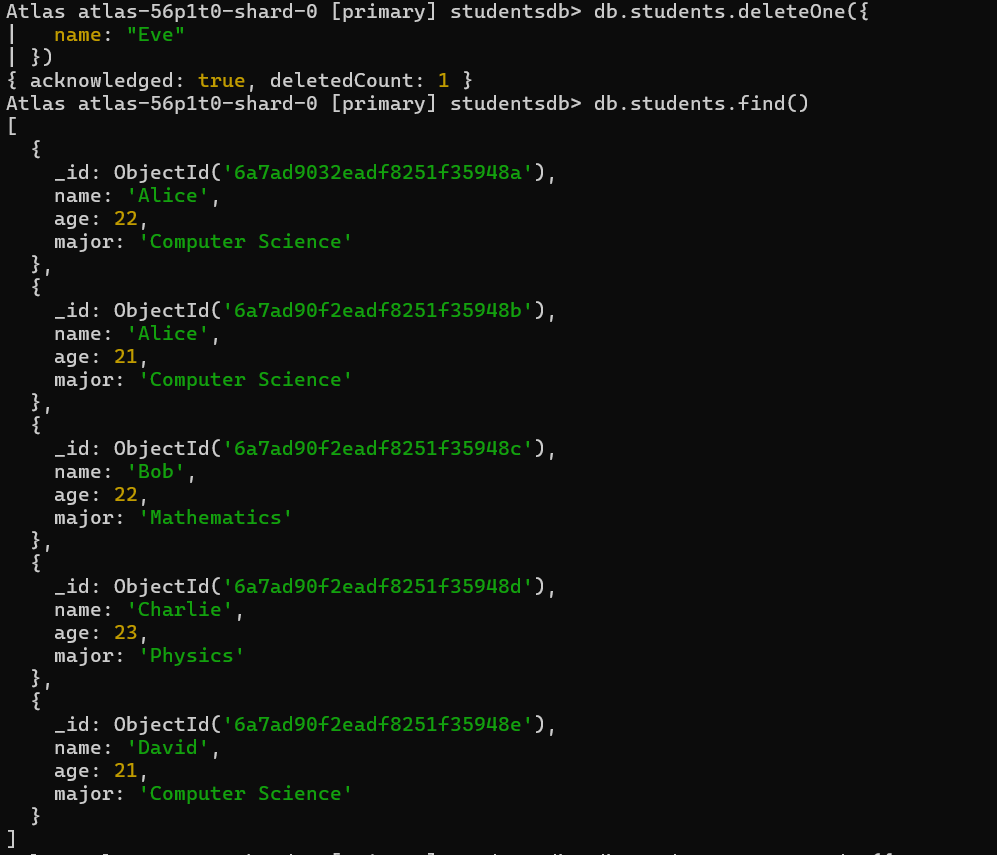 Atlas atlas-56p1t0-shard-0 [primary] studentsdb> db.students.deleteOne({
|   name: "Eve"
| })
{ acknowledged: true, deletedCount: 1 }
Atlas atlas-56p1t0-shard-0 [primary] studentsdb> db.students.find()
[
  {
    _id: ObjectId('6a7ad9032eadf8251f35948a'),
    name: 'Alice',
    age: 22,
    major: 'Computer Science'
  },
  {
    _id: ObjectId('6a7ad90f2eadf8251f35948b'),
    name: 'Alice',
    age: 21,
    major: 'Computer Science'
  },
  {
    _id: ObjectId('6a7ad90f2eadf8251f35948c'),
    name: 'Bob',
    age: 22,
    major: 'Mathematics'
  },
  {
    _id: ObjectId('6a7ad90f2eadf8251f35948d'),
    name: 'Charlie',
    age: 23,
    major: 'Physics'
  },
  {
    _id: ObjectId('6a7ad90f2eadf8251f35948e'),
    name: 'David',
    age: 21,
    major: 'Computer Science'
  }
]